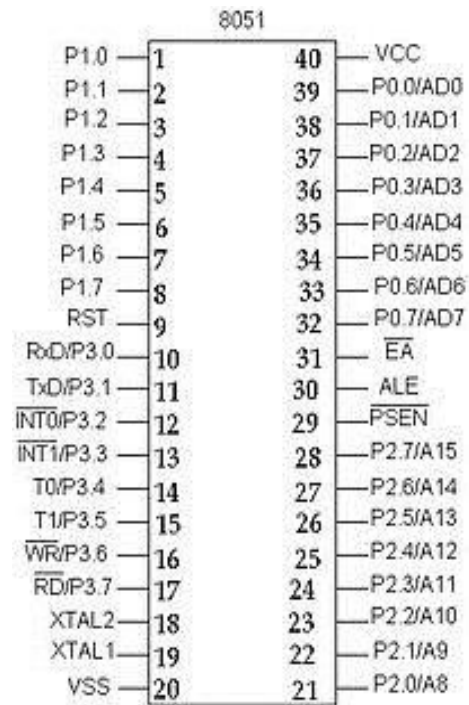 8051
P1.0 1 40 VCC
P1.1 2 39 P0.0/AD0
P1.2 3 38 P0.1/AD1
P1.3 4 37 P0.2/AD2
P1.4 5 36 P0.3/AD3
P1.5 6 35 P0.4/AD4
P1.6 7 34 P0.5/AD5
P1.7 8 33 P0.6/AD6
RST 9 32 P0.7/AD7
RxD/P3.0 10 31 EA
TxD/P3.1 11 30 ALE
INT0/P3.2 12 29 PSEN
INT1/P3.3 13 28 P2.7/A15
T0/P3.4 14 27 P2.6/A14
T1/P3.5 15 26 P2.5/A13
WR/P3.6 16 25 P2.4/A12
RD/P3.7 17 24 P2.3/A11
XTAL2 18 23 P2.2/A10
XTAL1 19 22 P2.1/A9
VSS 20 21 P2.0/A8